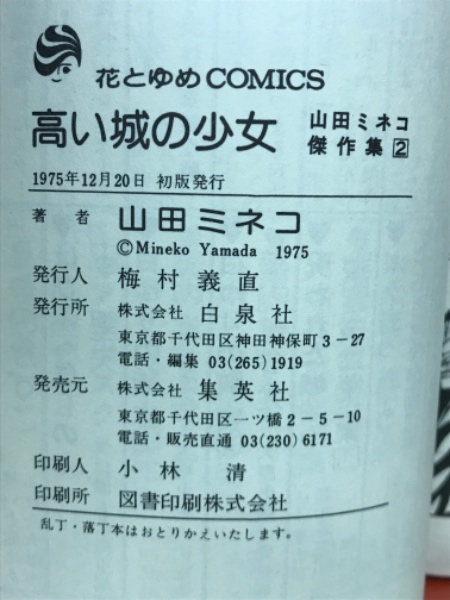 花とゆめCOMICS
高い城の少女 山田ミネコ傑作集2
1975年12月20日 初版発行
著者 山田ミネコ
©Mineko Yamada 1975
発行人 梅村義直
発行所 株式会社 白泉社
東京都千代田区神田神保町3-27
電話・編集 03(265)1919
発売元 株式会社 集英社
東京都千代田区一ツ橋2-5-10
電話・販売直通 03(230)6171
印刷人 小林 清
印刷所 図書印刷株式会社
乱丁・落丁本はおとりかえいたします。